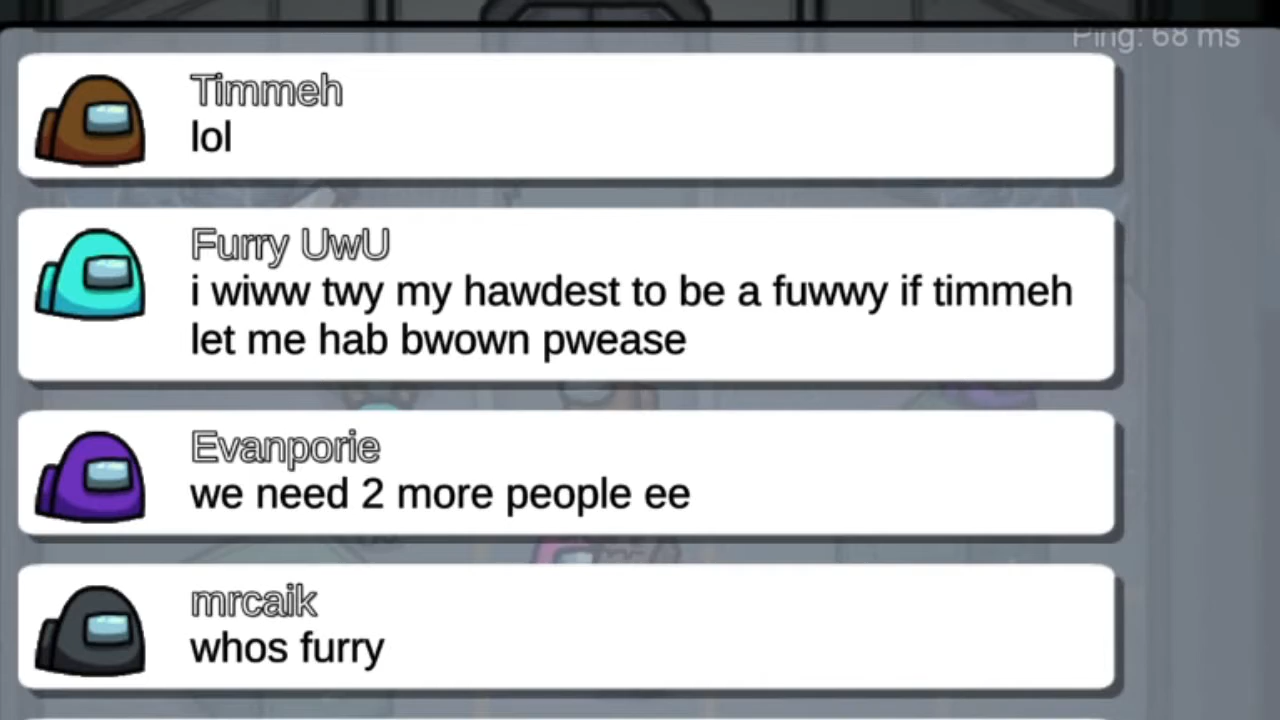 Ping: 68 ms
Timmeh
lol
Furry UwU
i wiww twy my hawdest to be a fuwwy if timmeh
let me hab bwown pwease
Evanporie
we need 2 more people ee
mrcaik
whos furry